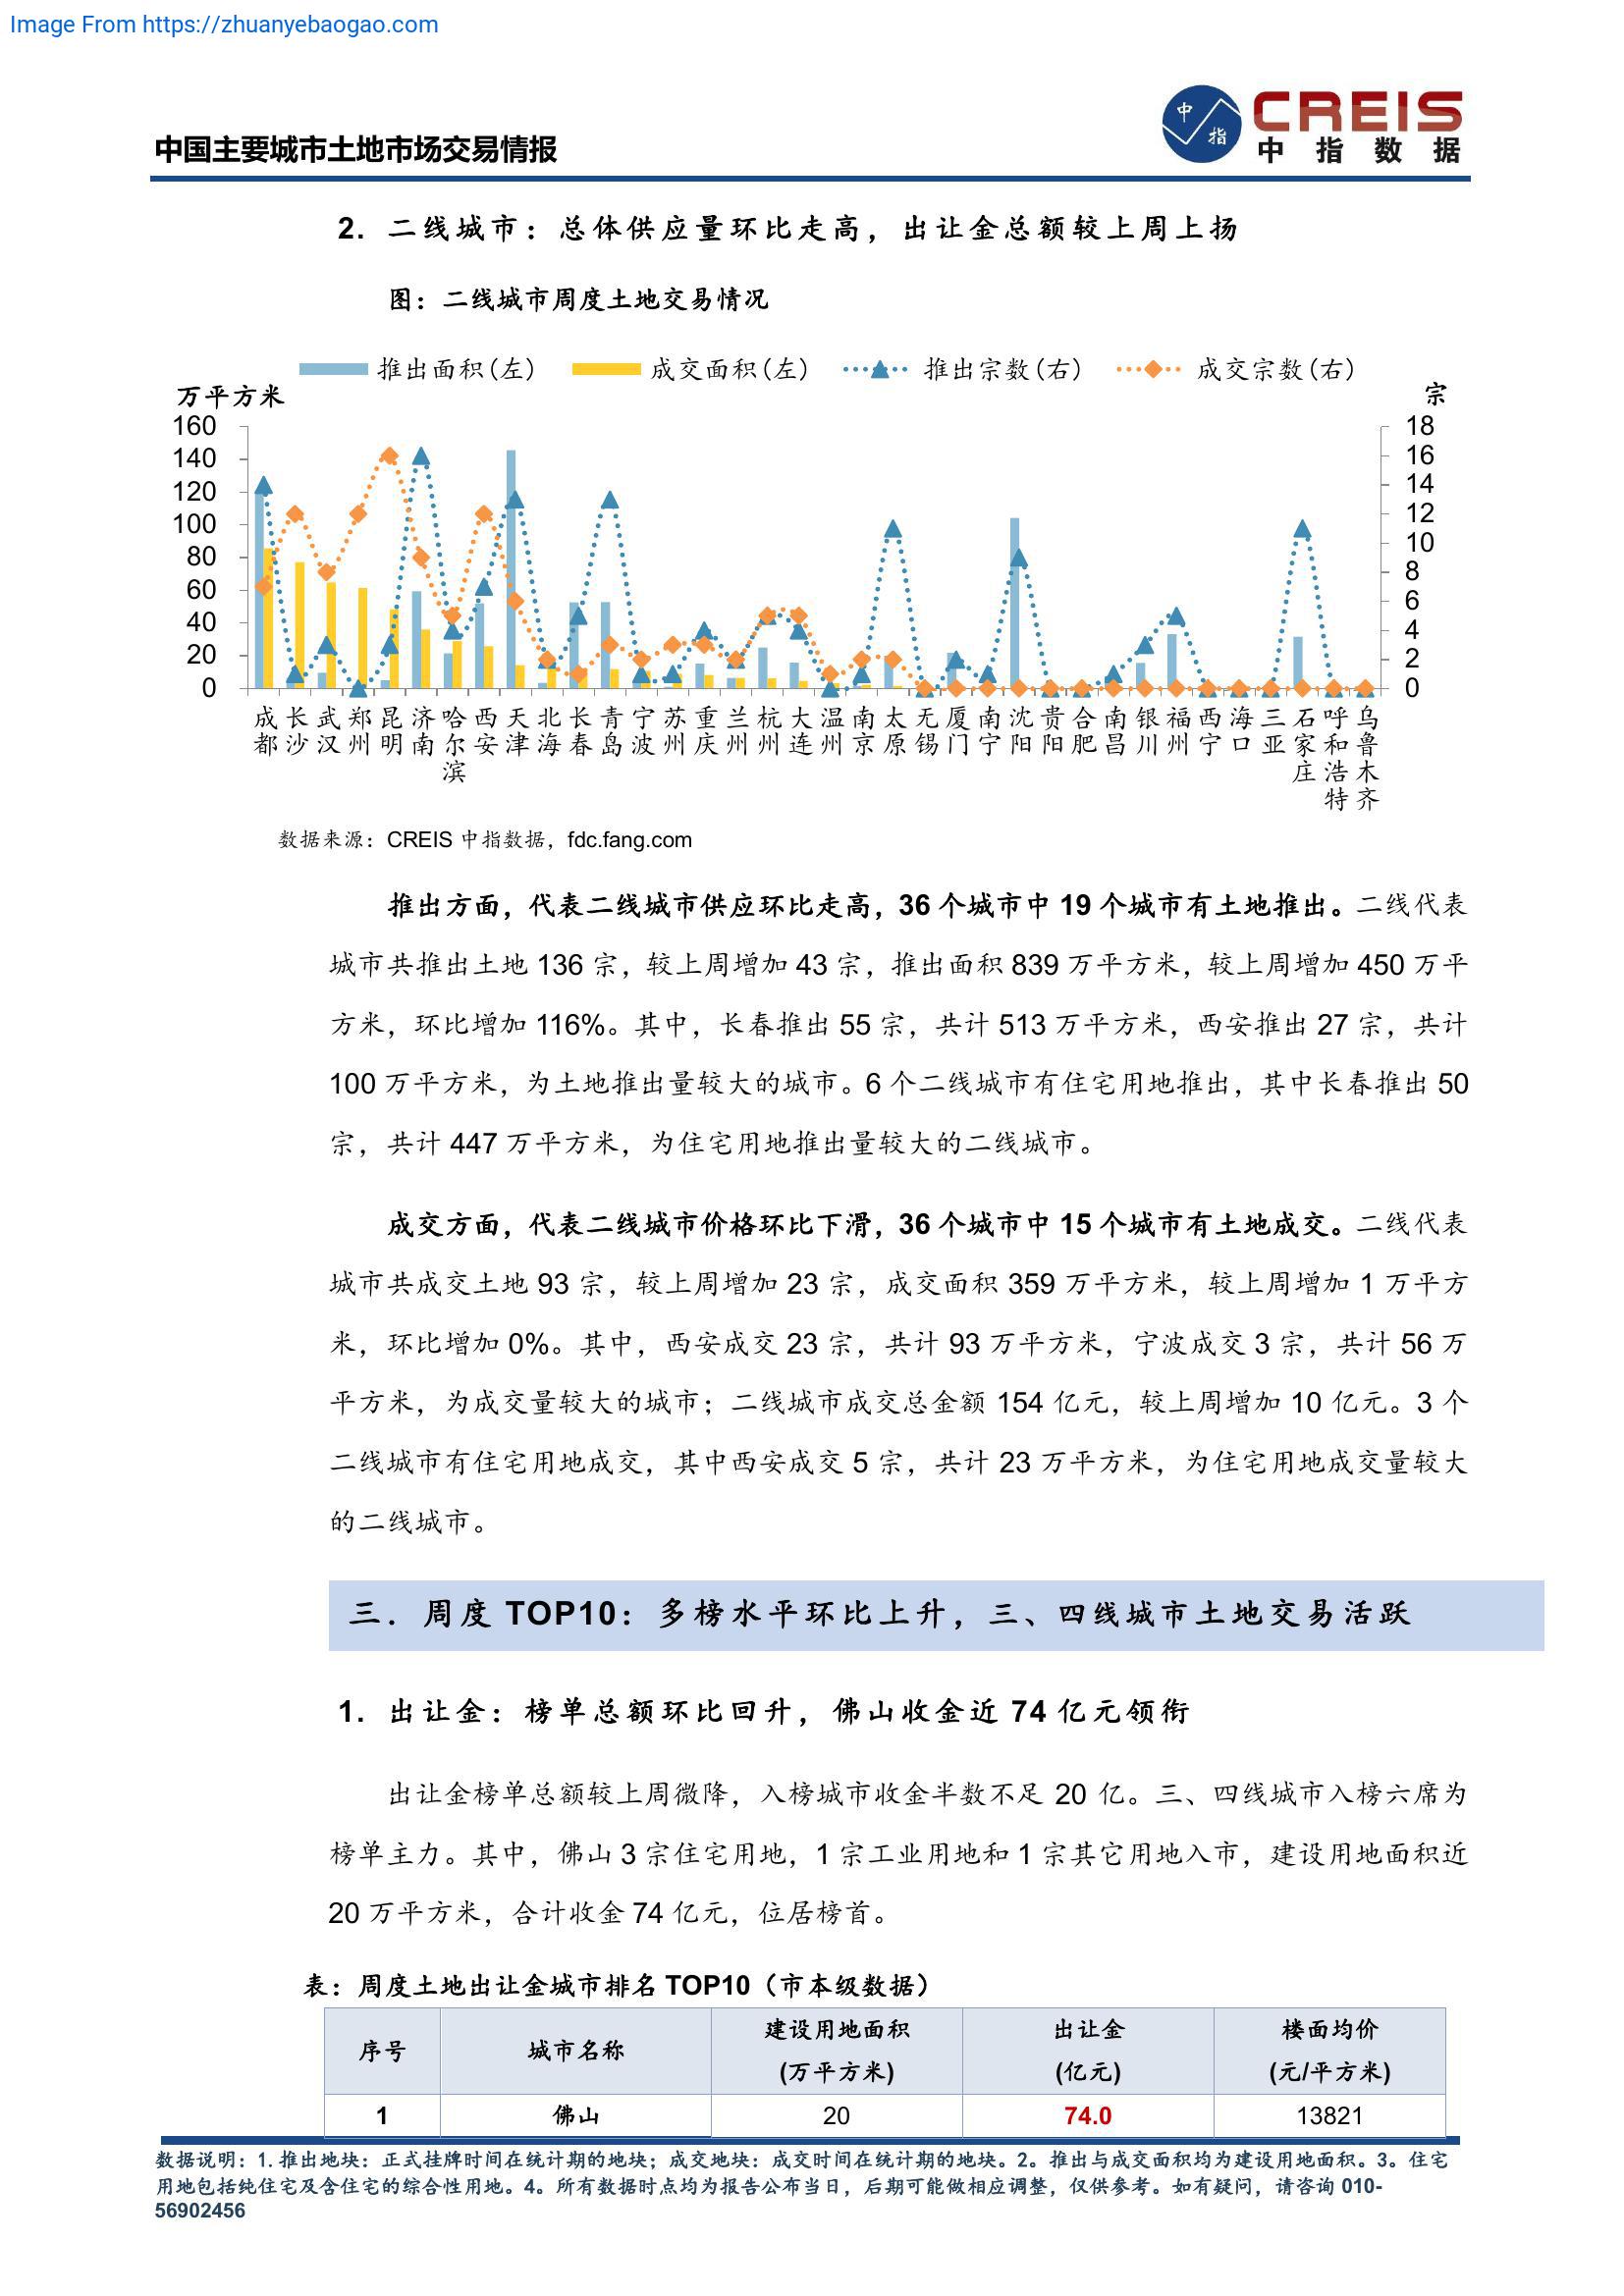 Image From https://zhuanyebaogao.com
中国主要城市土地市场交易情报
中指
CREIS
中指数据
2. 二线城市：总体供应量环比走高，出让金总额较上周上扬
图：二线城市周度土地交易情况
推出面积(左) 成交面积(左) 推出宗数(右) 成交宗数(右)
万平方米 宗
160 18
140 16
120 14
100 12
80 10
60 8
40 6
20 4
0 2
0
成都 长沙 武汉 郑州 昆明 济南 哈尔滨 西安 天津 北海 长春 青岛 宁波 苏州 重庆 兰州 杭州 大连 温州 南京 太原 无锡 厦门 南宁 沈阳 贵阳 合肥 南昌 银川 福州 西宁 海口 三亚 石家庄 呼和浩特 乌鲁木齐
数据来源：CREIS 中指数据，fdc.fang.com
推出方面，代表二线城市供应环比走高，36 个城市中 19 个城市有土地推出。二线代表
城市共推出土地 136 宗，较上周增加 43 宗，推出面积 839 万平方米，较上周增加 450 万平
方米，环比增加 116%。其中，长春推出 55 宗，共计 513 万平方米，西安推出 27 宗，共计
100 万平方米，为土地推出量较大的城市。6 个二线城市有住宅用地推出，其中长春推出 50
宗，共计 447 万平方米，为住宅用地推出量较大的二线城市。
成交方面，代表二线城市价格环比下滑，36 个城市中 15 个城市有土地成交。二线代表
城市共成交土地 93 宗，较上周增加 23 宗，成交面积 359 万平方米，较上周增加 1 万平方
米，环比增加 0%。其中，西安成交 23 宗，共计 93 万平方米，宁波成交 3 宗，共计 56 万
平方米，为成交量较大的城市；二线城市成交总金额 154 亿元，较上周增加 10 亿元。3 个
二线城市有住宅用地成交，其中西安成交 5 宗，共计 23 万平方米，为住宅用地成交量较大
的二线城市。
三．周度 TOP10：多榜水平环比上升，三、四线城市土地交易活跃
1. 出让金：榜单总额环比回升，佛山收金近 74 亿元领衔
出让金榜单总额较上周微降，入榜城市收金半数不足 20 亿。三、四线城市入榜六席为
榜单主力。其中，佛山 3 宗住宅用地，1 宗工业用地和 1 宗其它用地入市，建设用地面积近
20 万平方米，合计收金 74 亿元，位居榜首。
表：周度土地出让金城市排名 TOP10（市本级数据）
序号 城市名称 建设用地面积 (万平方米) 出让金 (亿元) 楼面均价 (元/平方米)
1 佛山 20 74.0 13821
数据说明：1. 推出地块：正式挂牌时间在统计期的地块；成交地块：成交时间在统计期的地块。2。推出与成交面积均为建设用地面积。3。住宅
用地包括纯住宅及含住宅的综合性用地。4。所有数据时点均为报告公布当日，后期可能做相应调整，仅供参考。如有疑问，请咨询 010-
56902456